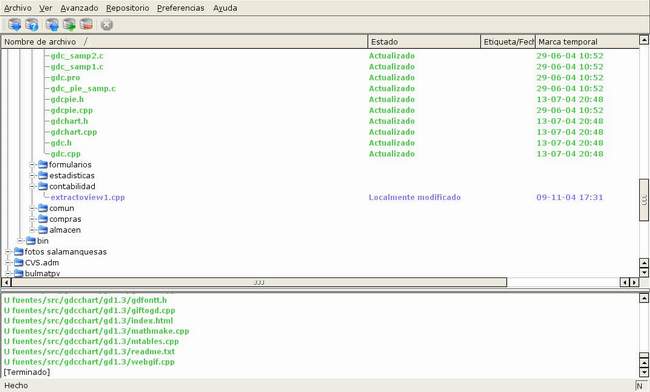 Archivo Ver Avanzado Repositorio Preferencias Ayuda
Nombre de archivo / Estado Etiqueta/Fech Marca temporal
gdc_samp2.c Actualizado 29-06-04 10:52
gdc_samp1.c Actualizado 29-06-04 10:52
gdc.pro Actualizado 29-06-04 10:52
gdc_pie_samp.c Actualizado 29-06-04 10:52
gdcpie.h Actualizado 13-07-04 20:48
gdcpie.cpp Actualizado 29-06-04 10:52
gdchart.h Actualizado 13-07-04 20:48
gdchart.cpp Actualizado 13-07-04 20:48
gdc.h Actualizado 13-07-04 20:48
gdc.cpp Actualizado 13-07-04 20:48
formularios
estadisticas
contabilidad
extractoview1.cpp Localmente modificado 09-11-04 17:31
comun
compras
almacen
bin
fotos salamanquesas
CVS.adm
bulmatpv
U fuentes/src/gdcchart/gd1.3/gdfontt.h
U fuentes/src/gdcchart/gd1.3/giftogd.cpp
U fuentes/src/gdcchart/gd1.3/index.html
U fuentes/src/gdcchart/gd1.3/mathmake.cpp
U fuentes/src/gdcchart/gd1.3/mtables.cpp
U fuentes/src/gdcchart/gd1.3/readme.txt
U fuentes/src/gdcchart/gd1.3/webgif.cpp
[Terminado]
Hecho N